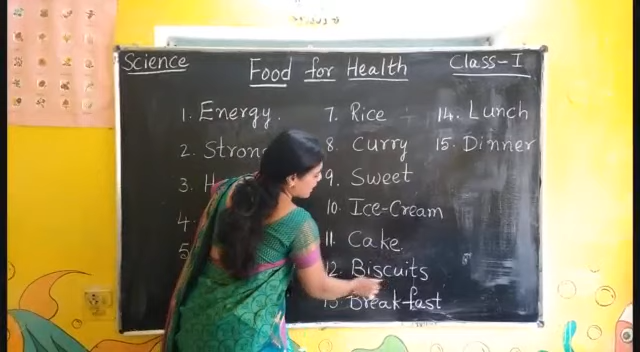 Science
Food for Health
Class-I
1. Energy.
2. Strong
3. H
4.
5
7. Rice
8. Curry
9. Sweet
10. Ice-Cream
11. Cake
12. Biscuits
13 Breakfast
14. Lunch
15. Dinner